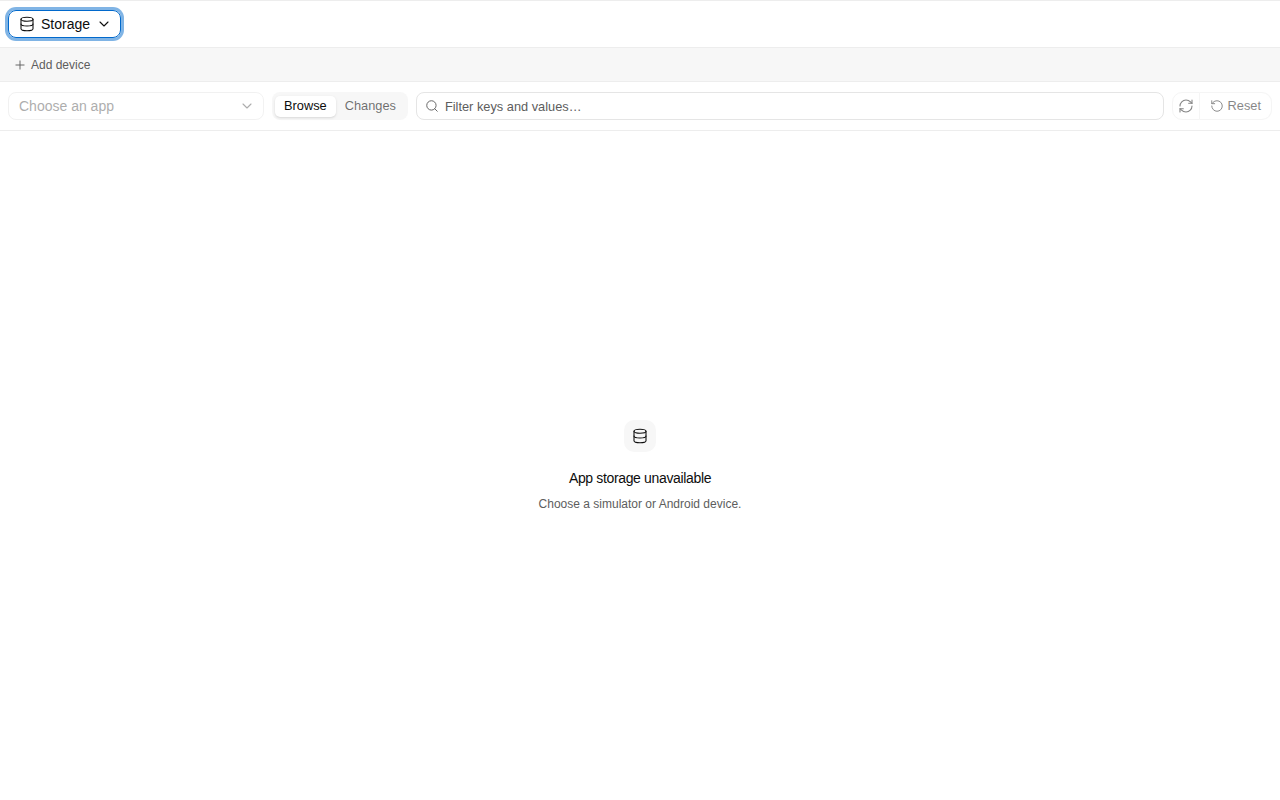 Storage
Add device
Choose an app
Browse
Changes
Filter keys and values…
Reset
App storage unavailable
Choose a simulator or Android device.